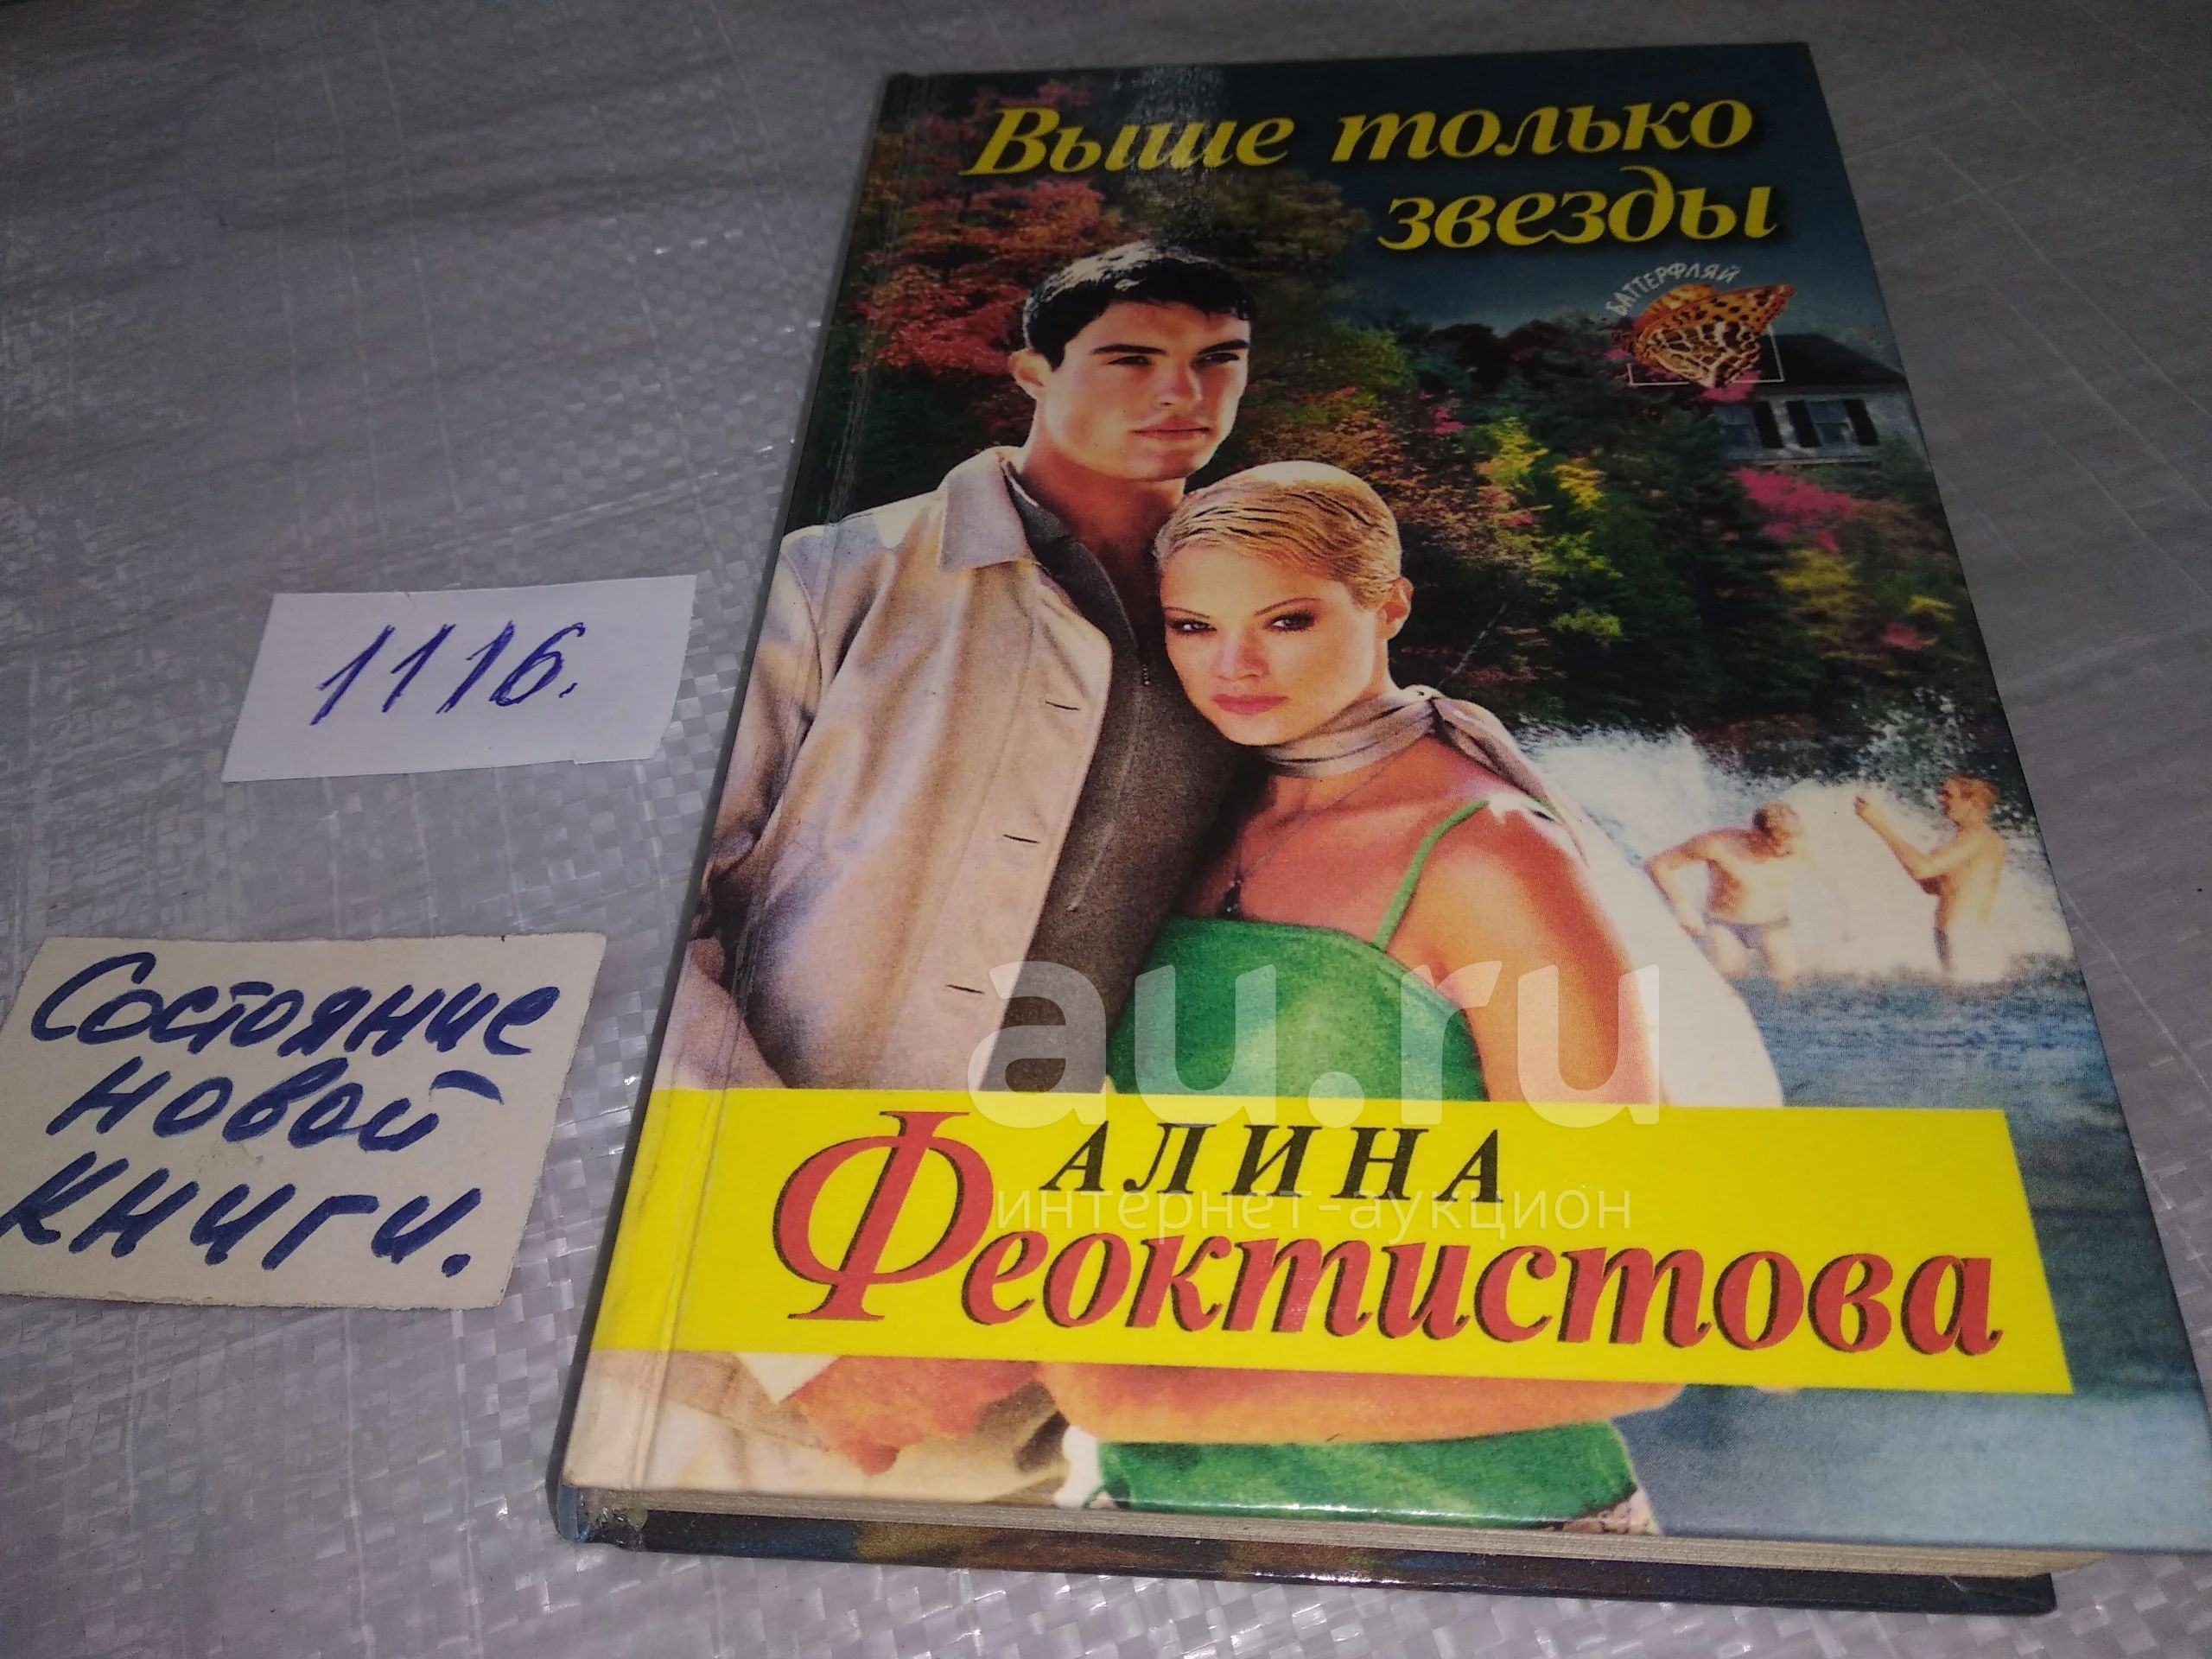 Выше только
звезды
БАТТЕРФЛЯЙ
1116.
Состояние
новой
книги.
au.ru
интернет-аукцион
АЛИНА
Феоктистова